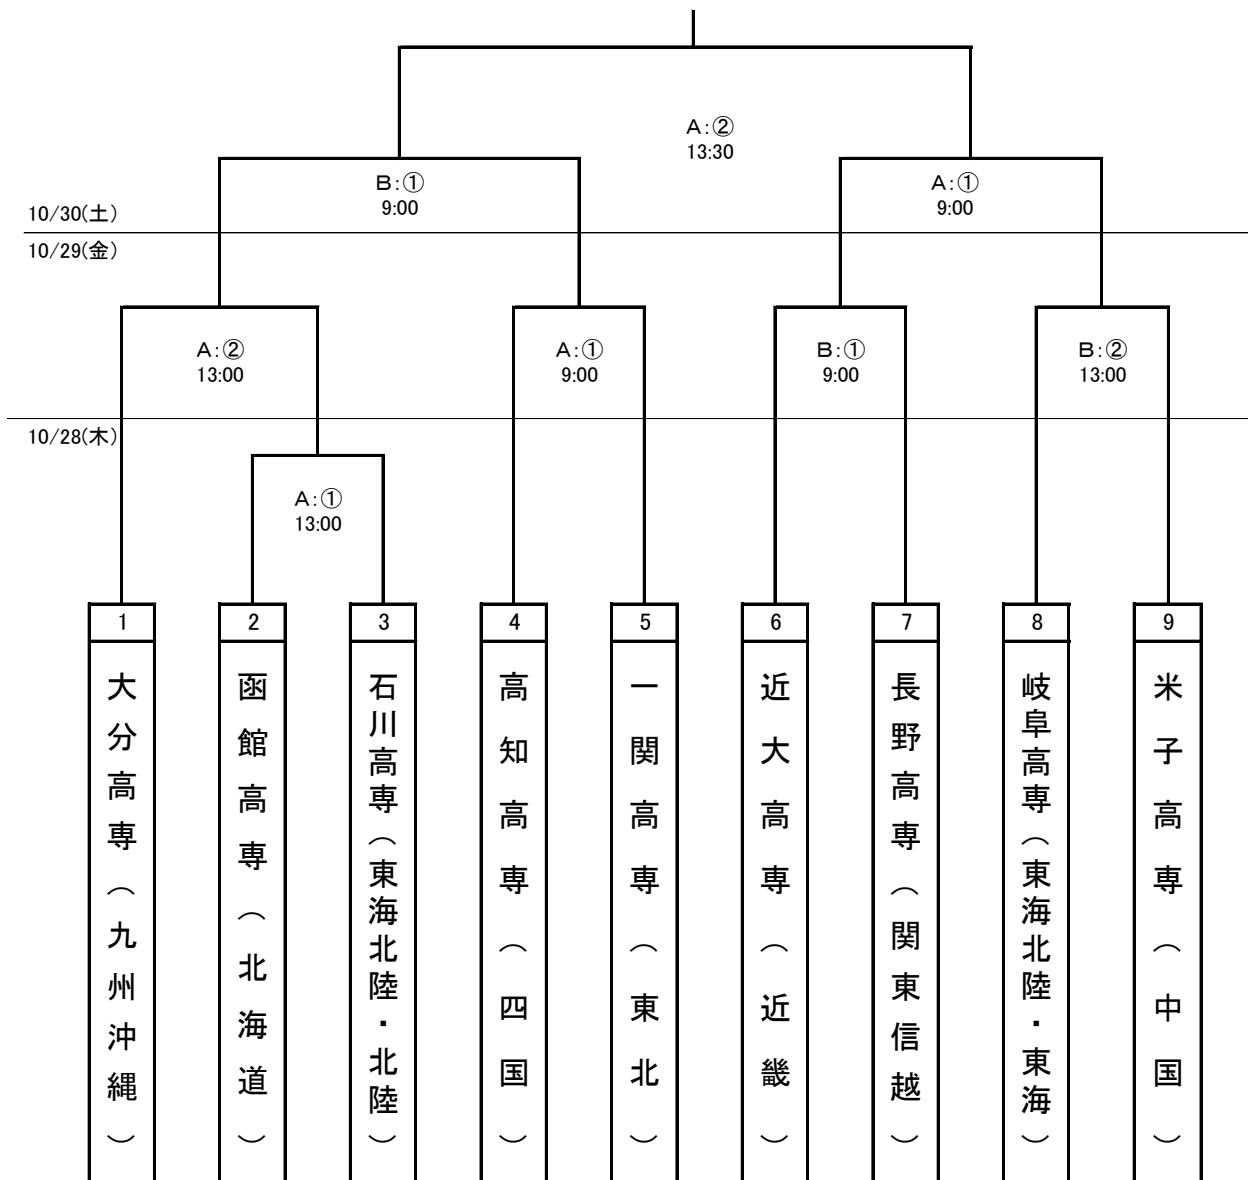 A:②
13:30
B:①
9:00
A:①
9:00
10/30(土)
10/29(金)
A:②
13:00
A:①
9:00
B:①
9:00
B:②
13:00
10/28(木)
A:①
13:00
1
2
3
4
5
6
7
8
9
大分高専(九州沖縄)
函館高専(北海道)
石川高専(東海北陸・北陸)
高知高専(四国)
一関高専(東北)
近大高専(近畿)
長野高専(関東信越)
岐阜高専(東海北陸・東海)
米子高専(中国)